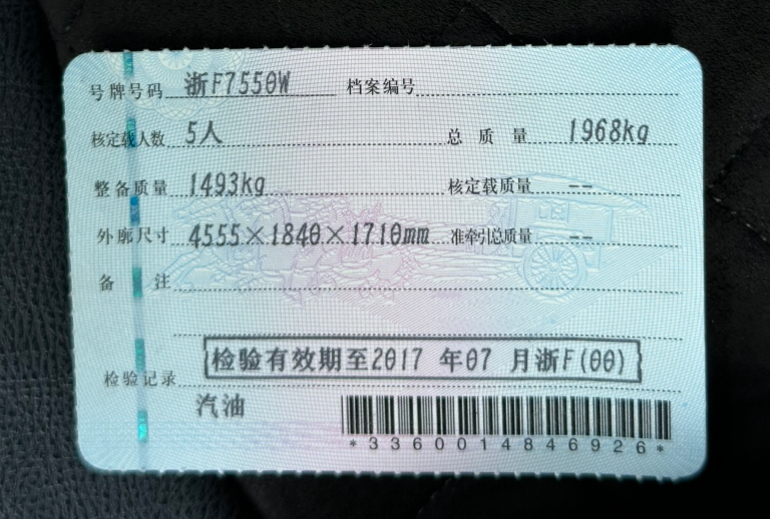 号牌号码 浙F7550W 档案编号
核定载人数 5人 总质量 1968kg
整备质量 1493kg 核定载质量 --
外廓尺寸 4555×1840×1710mm 准牵引总质量 --
备注
检验记录 检验有效期至2017 年07 月浙F(00)
汽油
*3360014846926*